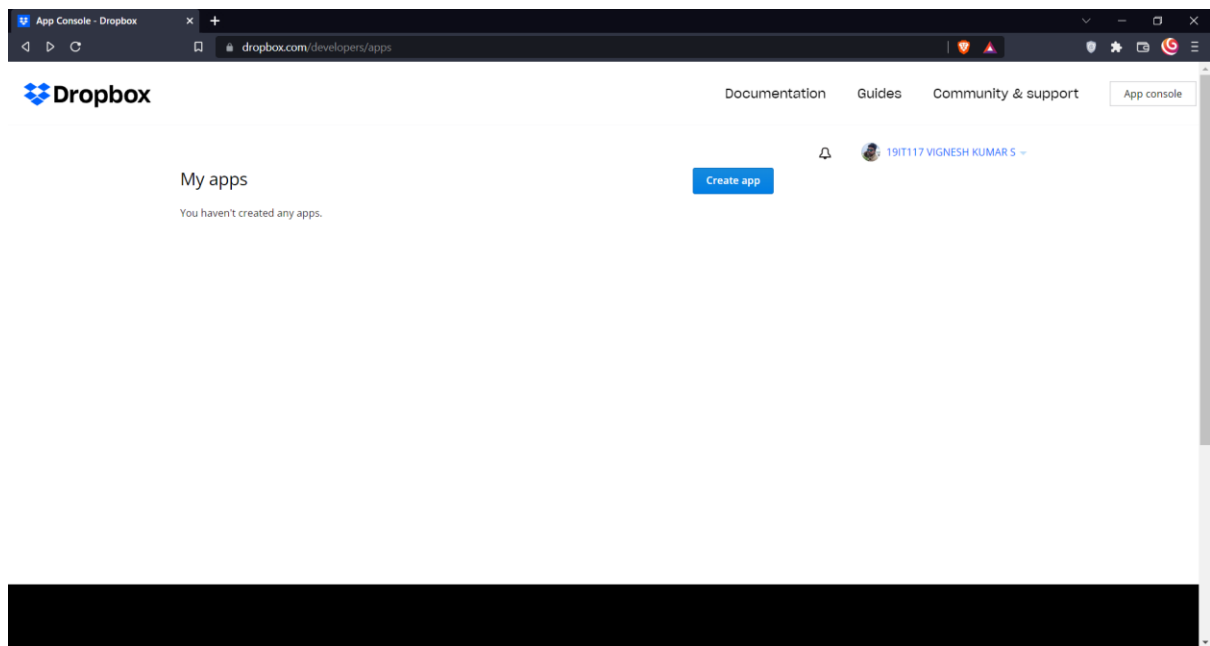 App Console - Dropbox
dropbox.com/developers/apps
Dropbox
Documentation Guides Community & support App console
19IT117 VIGNESH KUMAR S
My apps Create app
You haven't created any apps.